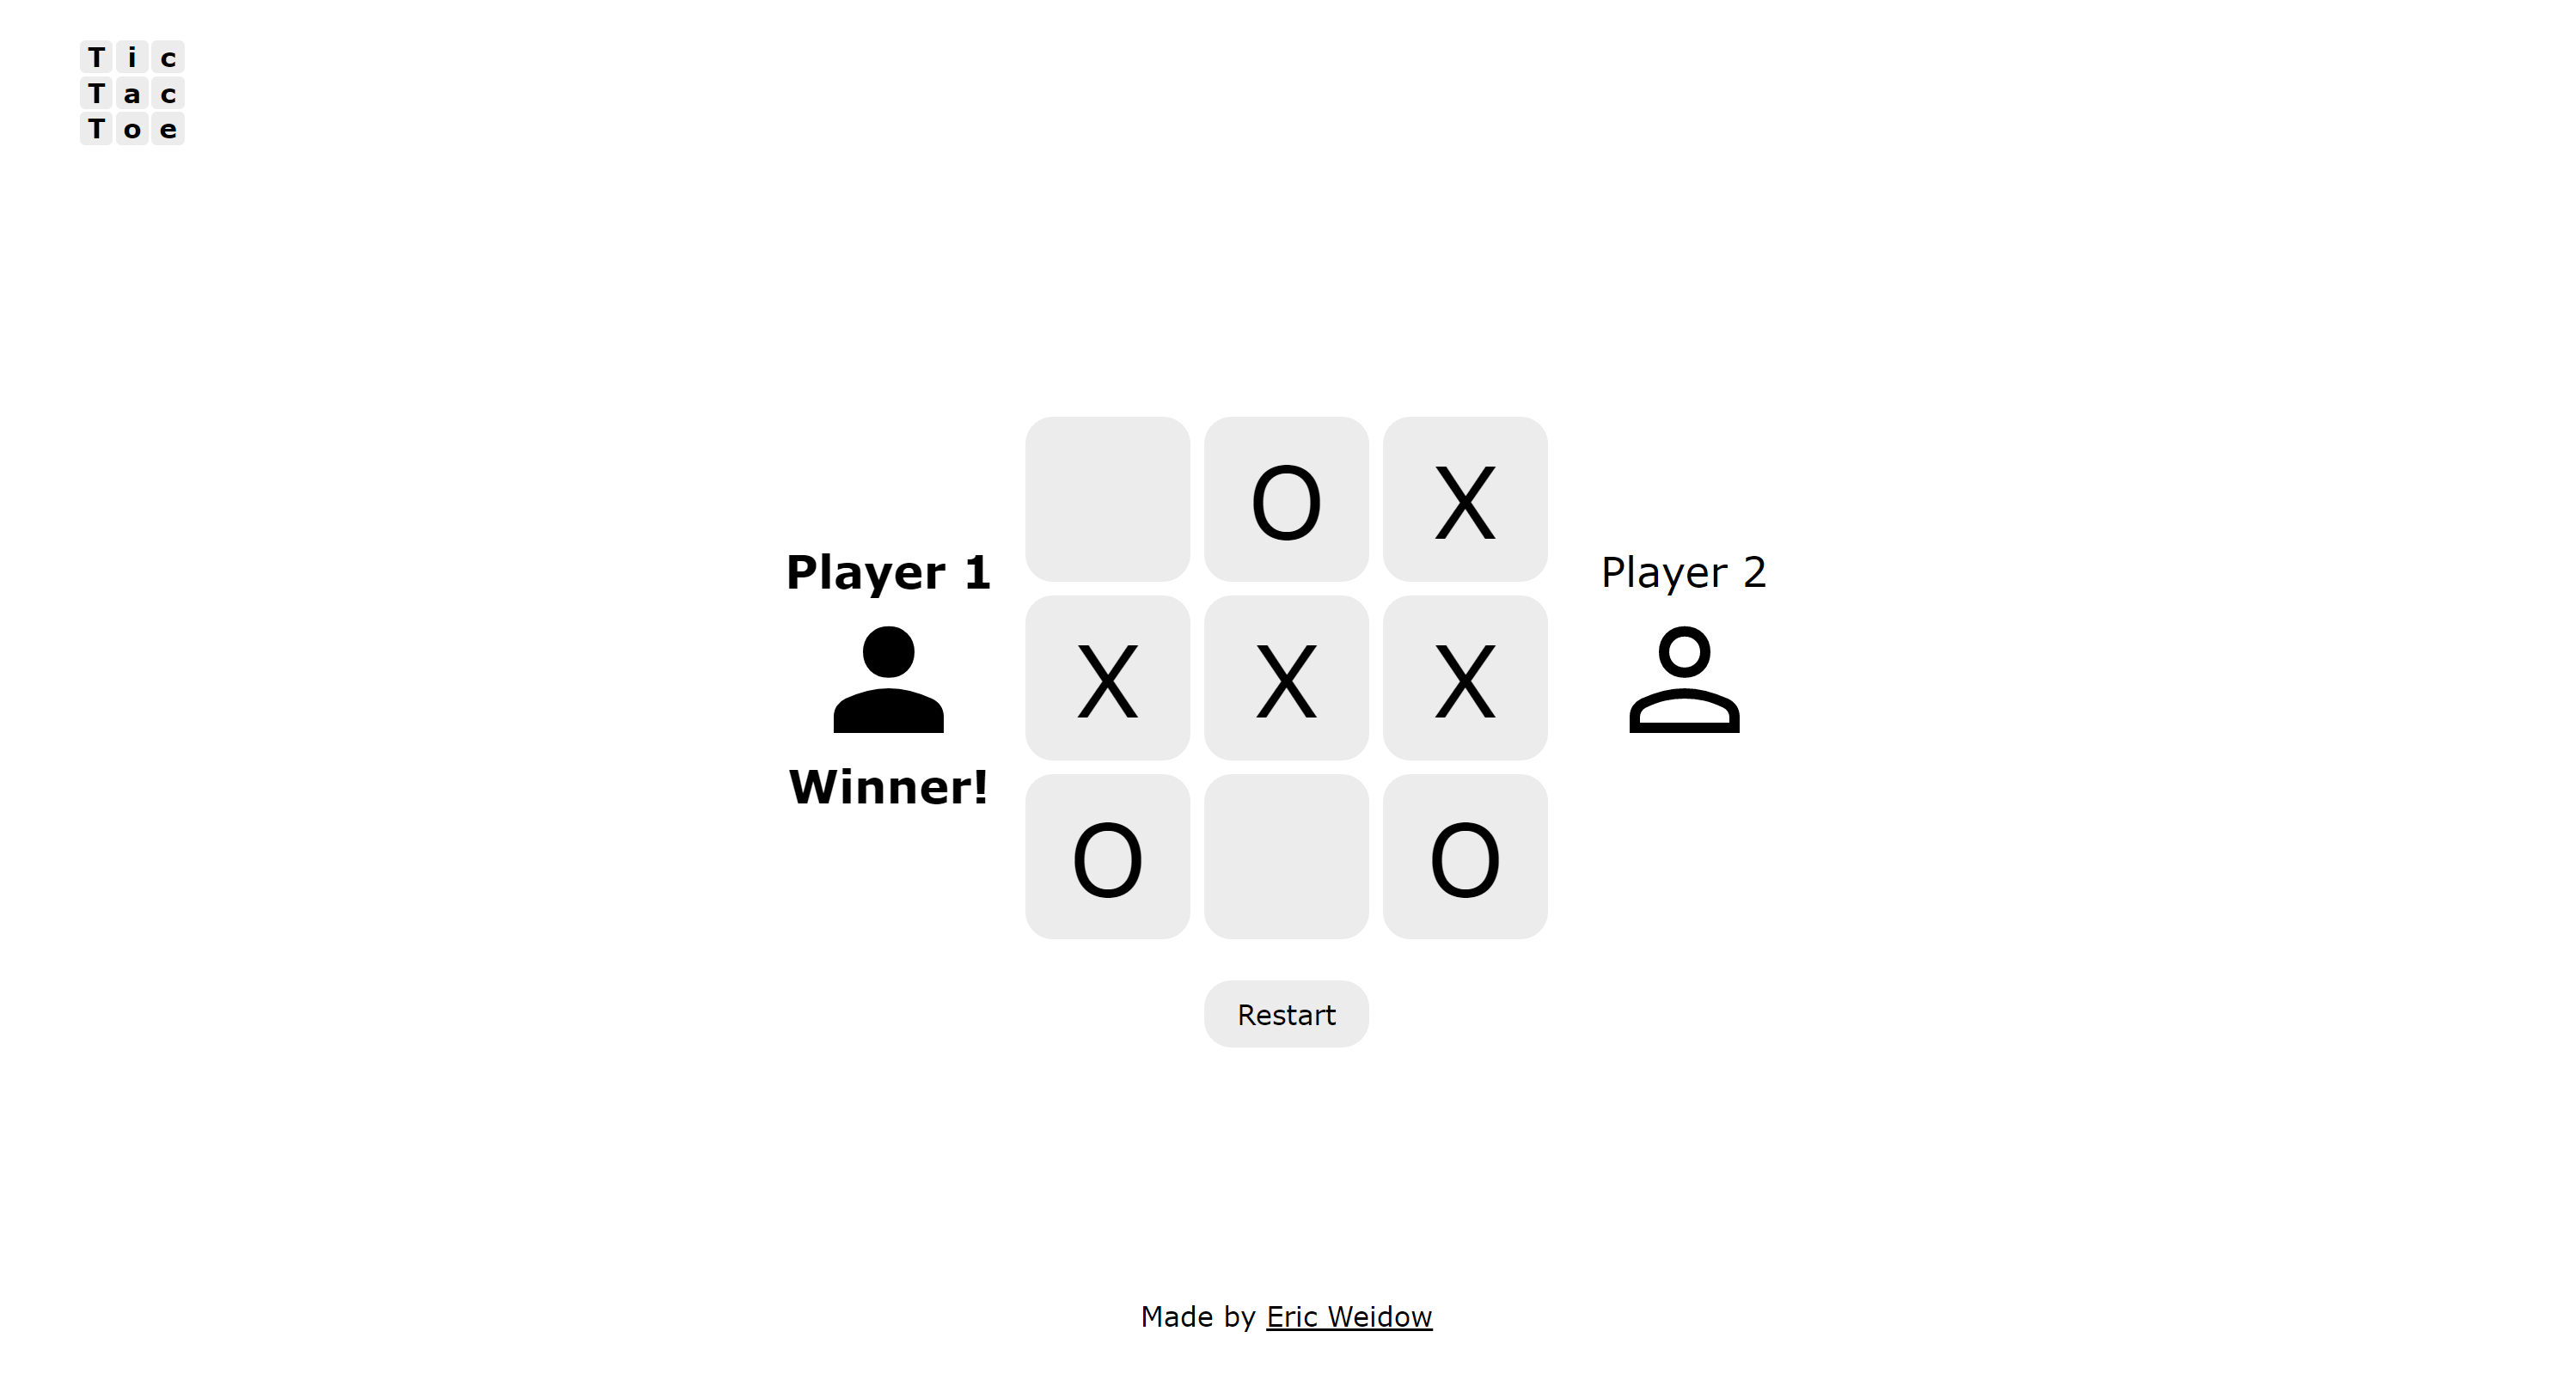 T i c
T a c
T o e
O X
Player 1
Player 2
X X X
Winner!
O O
Restart
Made by Eric Weidow